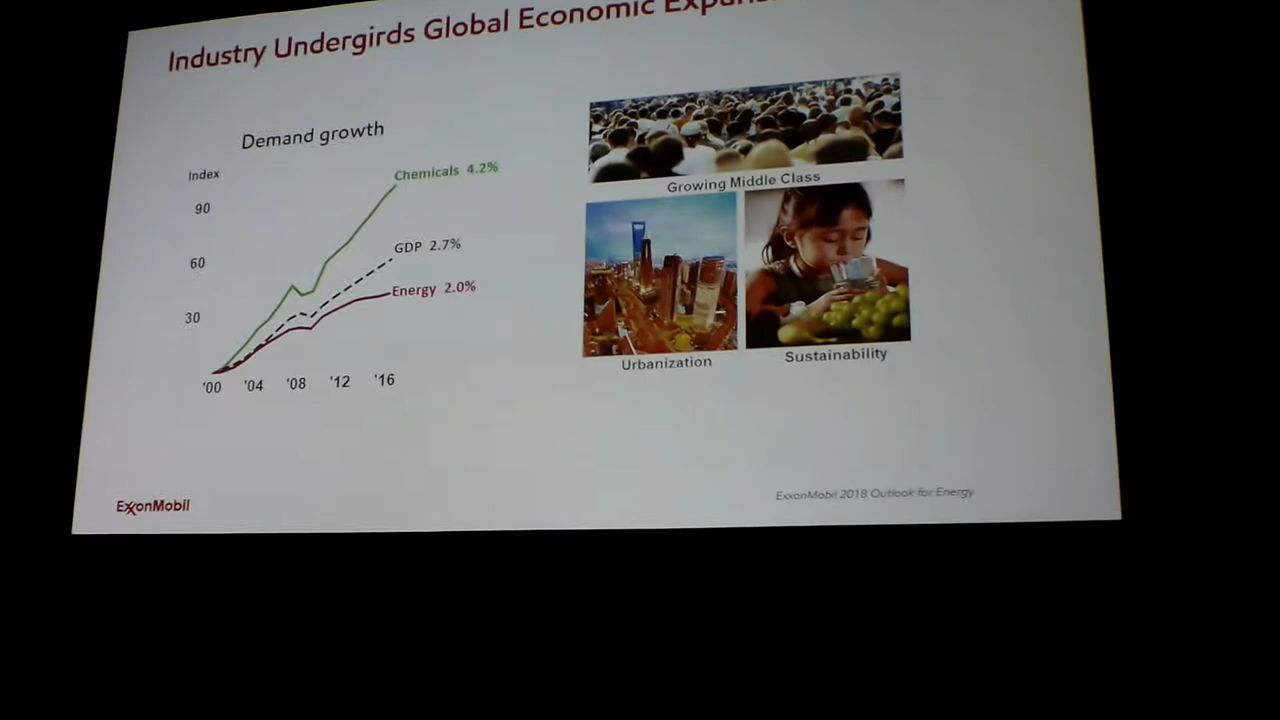 Industry Undergirds Global Economic
Demand growth
Index
90
60
30
'00 '04 '08 '12 '16
Chemicals 4.2%
GDP 2.7%
Energy 2.0%
Growing Middle Class
Urbanization
Sustainability
ExxonMobil
ExxonMobil 2018 Outlook for Energy